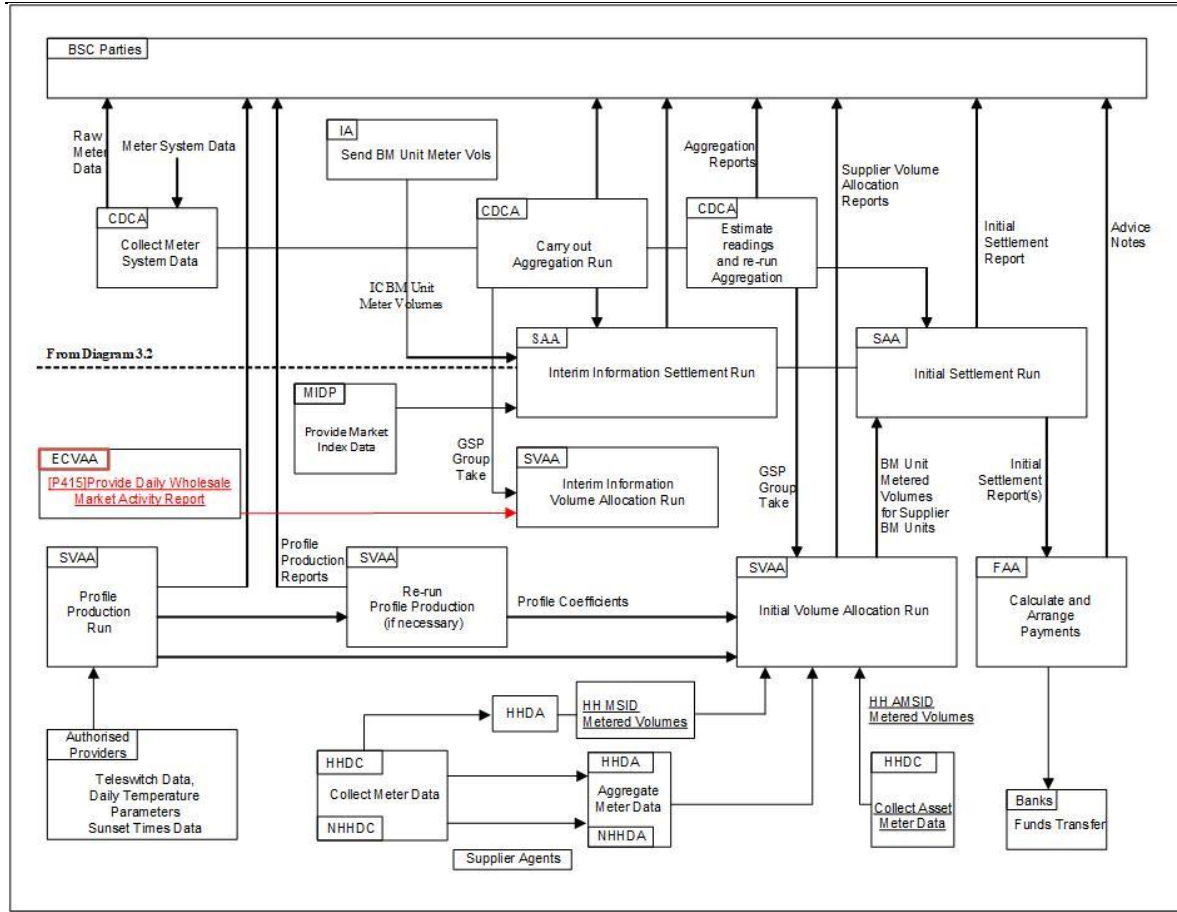 BSC Parties
Raw
Meter
Data
Meter System Data
IA
Send BM Unit Meter Vols
Aggregation
Reports
Supplier Volume
Allocation
Reports
Initial
Settlement
Report
Advice
Notes
CDCA
Collect Meter
System Data
CDCA
Carry out
Aggregation Run
CDCA
Estimate
readings
and re-run
Aggregation
IC BM Unit
Meter Volumes
From Diagram 3.2
SAA
Interim Information Settlement Run
SAA
Initial Settlement Run
MIDP
Provide Market
Index Data
GSP
Group
Take
ECVAA
[P415]Provide Daily Wholesale
Market Activity Report
SVAA
Interim Information
Volume Allocation Run
GSP
Group
Take
BM Unit
Metered
Volumes
for Supplier
BM Units
Initial
Settlement
Report(s)
SVAA
Profile
Production
Run
Profile
Production
Reports
SVAA
Re-run
Profile Production
(if necessary)
Profile Coefficients
SVAA
Initial Volume Allocation Run
FAA
Calculate and
Arrange
Payments
Authorised
Providers
Teleswitch Data,
Daily Temperature
Parameters
Sunset Times Data
HHDA
HH MSID
Metered Volumes
HH AMSID
Metered Volumes
HHDC
Collect Meter Data
NHHDC
HHDA
Aggregate
Meter Data
NHHDA
HHDC
Collect Asset
Meter Data
Banks
Funds Transfer
Supplier Agents